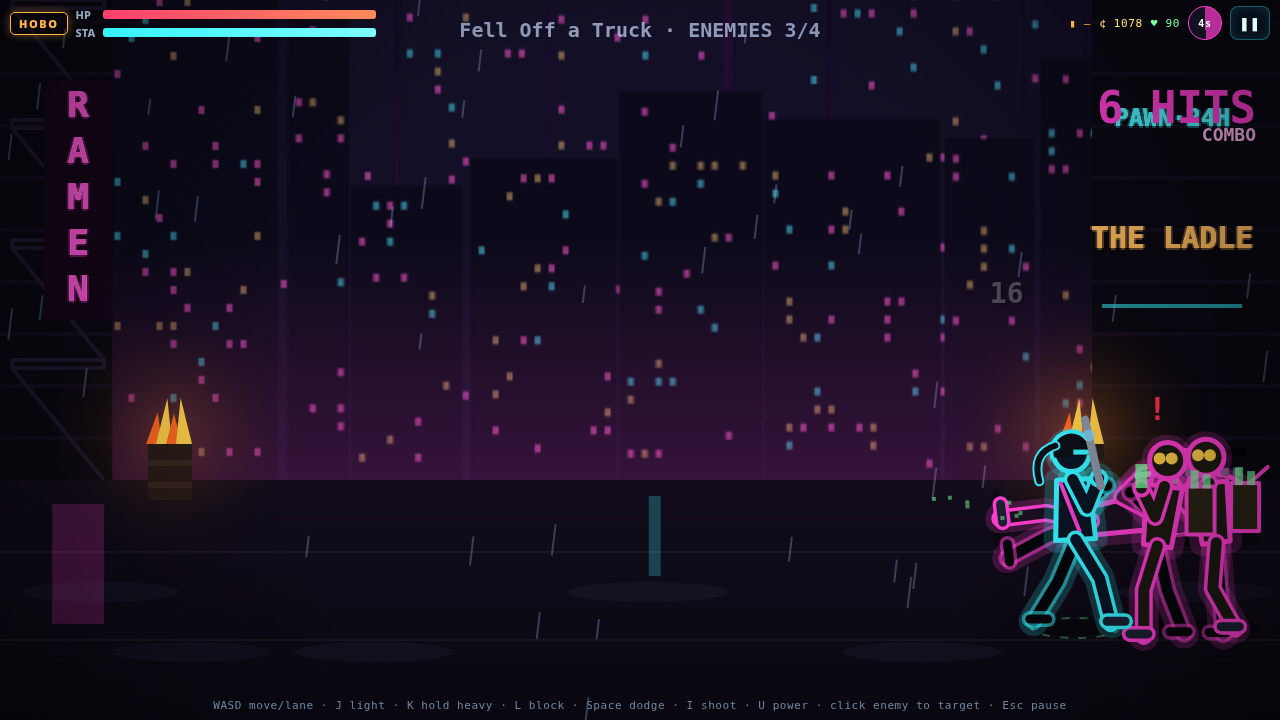 HOBO
HP
STA
Fell Off a Truck · ENEMIES 3/4
▮ — ¢ 1078 ♥ 90
4s
❚❚
6 HITS
PAWN·24H
COMBO
RAMEN
THE LADLE
16
!
WASD move/lane · J light · K hold heavy · L block · Space dodge · I shoot · U power · click enemy to target · Esc pause